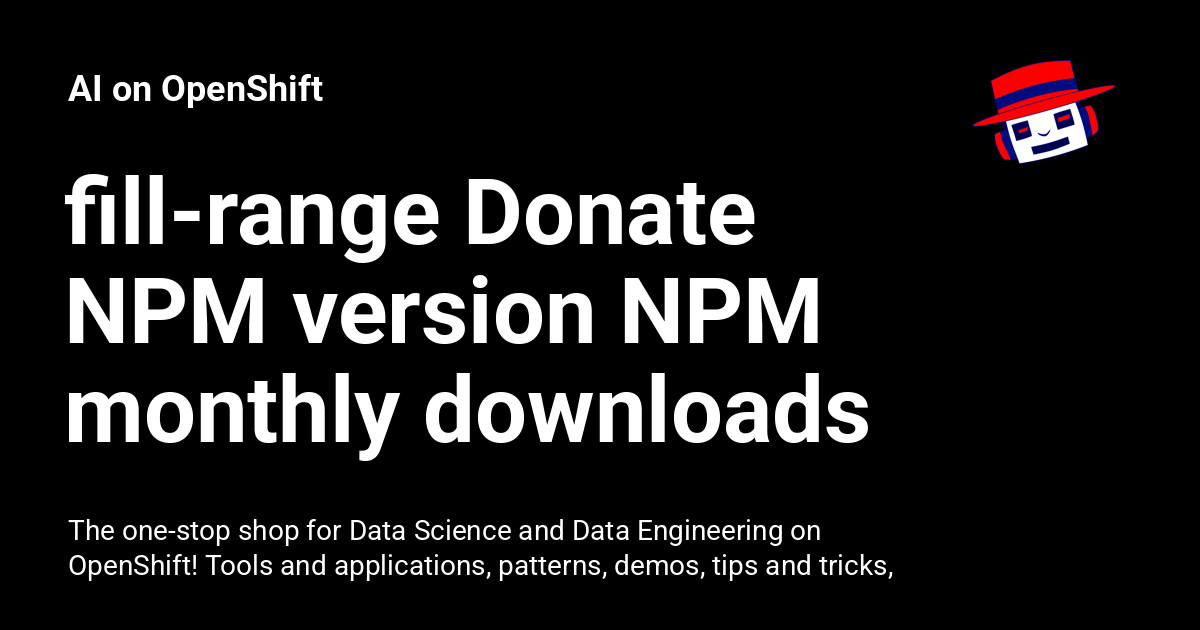 AI on OpenShift
fill-range Donate
NPM version NPM
monthly downloads
The one-stop shop for Data Science and Data Engineering on
OpenShift! Tools and applications, patterns, demos, tips and tricks,